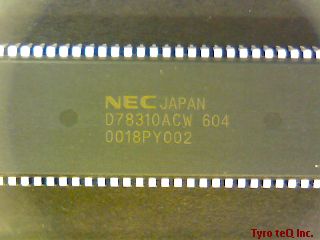 NEC JAPAN
D78310ACW 604
0018PY002
Tyro teQ Inc.